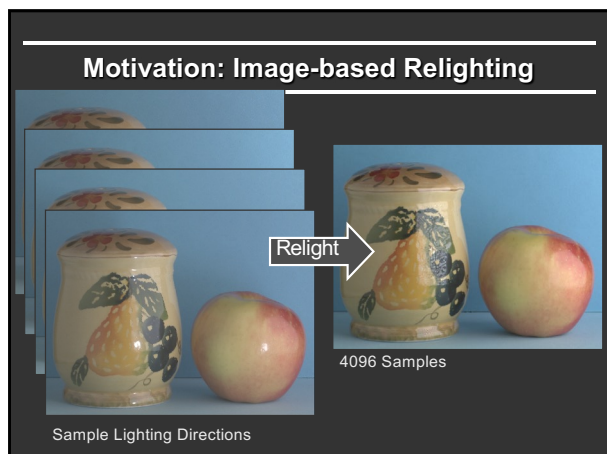 Motivation: Image-based Relighting
Relight
4096 Samples
Sample Lighting Directions